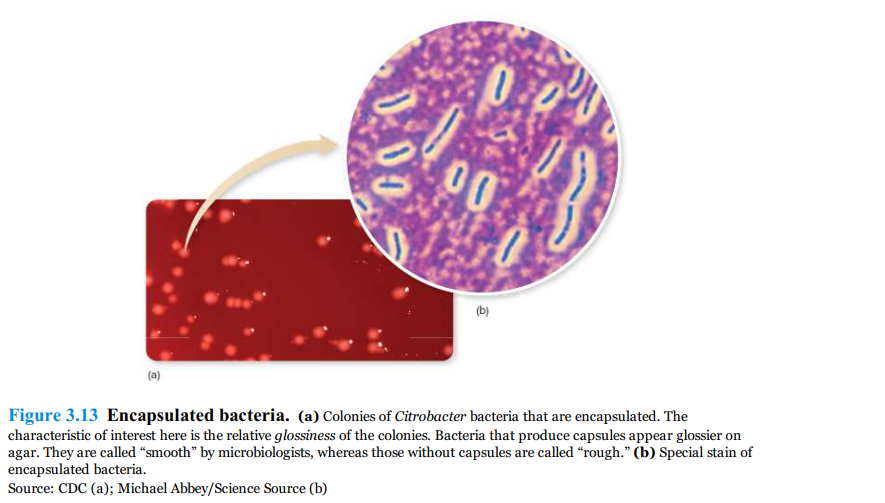 (b)
(a)
Figure 3.13 Encapsulated bacteria. (a) Colonies of Citrobacter bacteria that are encapsulated. The
characteristic of interest here is the relative glossiness of the colonies. Bacteria that produce capsules appear glossier on
agar. They are called “smooth” by microbiologists, whereas those without capsules are called “rough.” (b) Special stain of
encapsulated bacteria.
Source: CDC (a); Michael Abbey/Science Source (b)